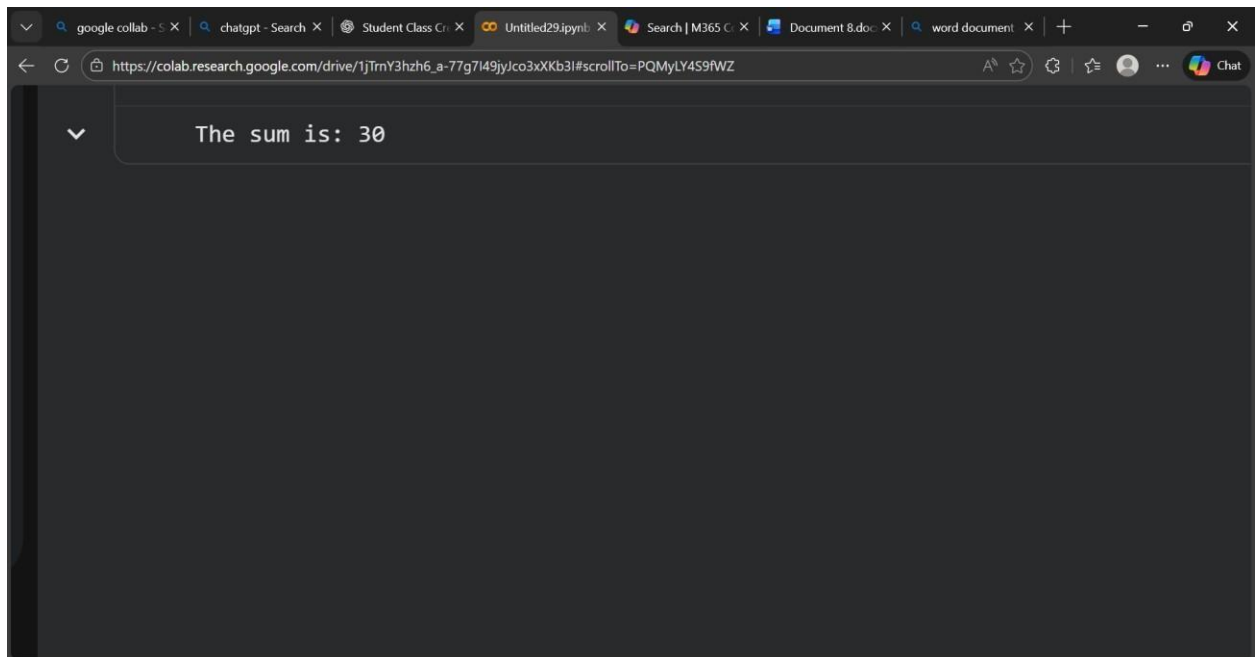 google collab - S
chatgpt - Search
Student Class Cr
Untitled29.ipynb
Search | M365 C
Document 8.doc
word document
https://colab.research.google.com/drive/1jTrnY3hzh6_a-77g7I49jyJco3xXKb3I#scrollTo=PQMyLY4S9fWZ
Chat
The sum is: 30